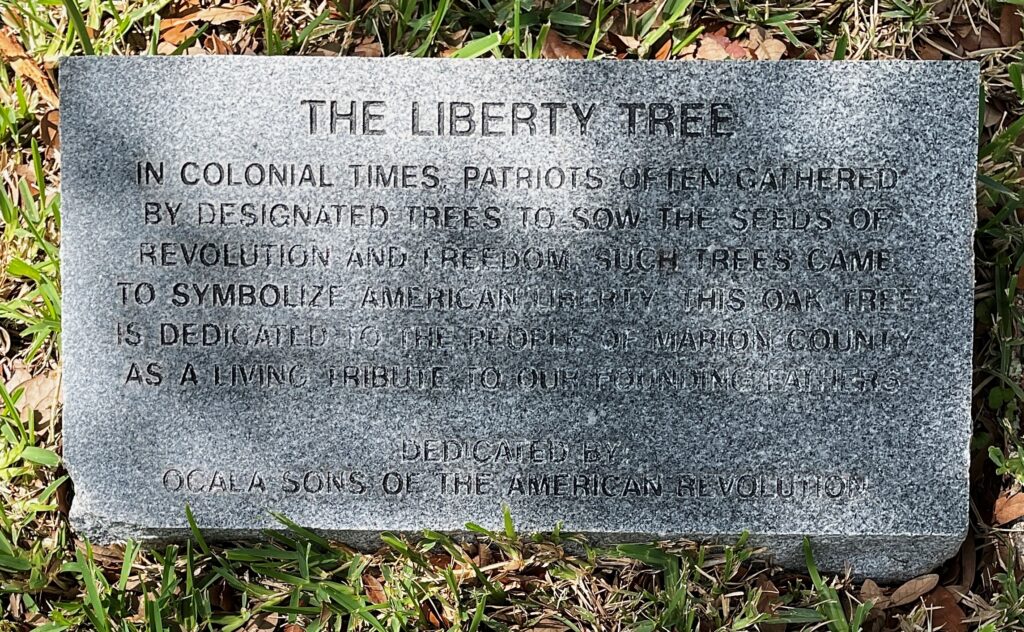 THE LIBERTY TREE
IN COLONIAL TIMES, PATRIOTS OFTEN GATHERED
BY DESIGNATED TREES TO SOW THE SEEDS OF
REVOLUTION AND FREEDOM. SUCH TREES CAME
TO SYMBOLIZE AMERICAN LIBERTY. THIS OAK TREE
IS DEDICATED TO THE PEOPLE OF MARION COUNTY
AS A LIVING TRIBUTE TO OUR FOUNDING FATHERS.
DEDICATED BY:
OCALA SONS OF THE AMERICAN REVOLUTION